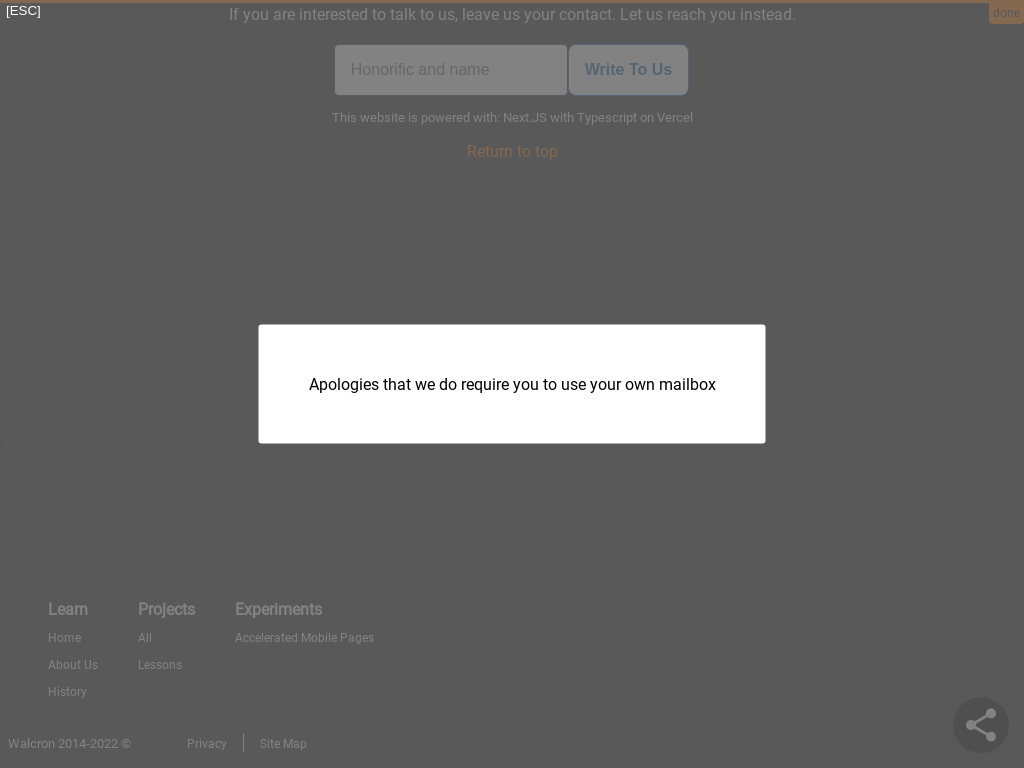 [ESC]
done
If you are interested to talk to us, leave us your contact. Let us reach you instead.
Honorific and name
Write To Us
This website is powered with: Next.JS with Typescript on Vercel
Return to top
Apologies that we do require you to use your own mailbox
Learn
Home
About Us
History
Projects
All
Lessons
Experiments
Accelerated Mobile Pages
Walcron 2014-2022 ©
Privacy
Site Map